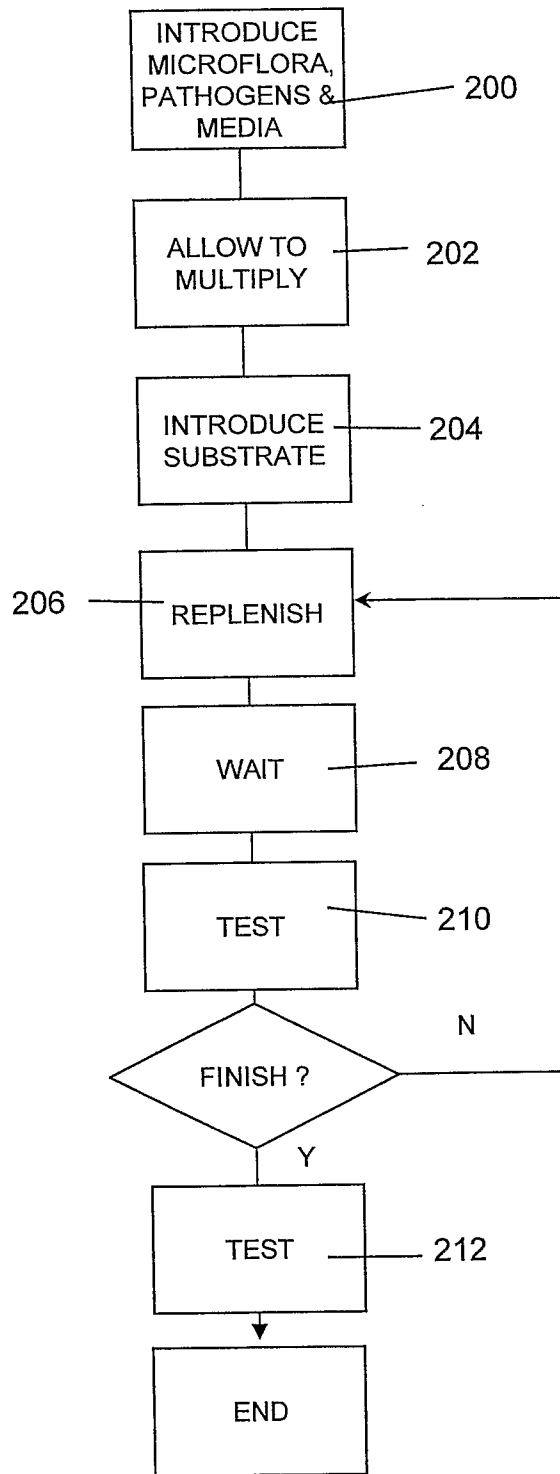 INTRODUCE
MICROFLORA,
PATHOGENS &
MEDIA
200
ALLOW TO
MULTIPLY
202
INTRODUCE
SUBSTRATE
204
206
REPLENISH
WAIT
208
TEST
210
N
FINISH ?
Y
TEST
212
END